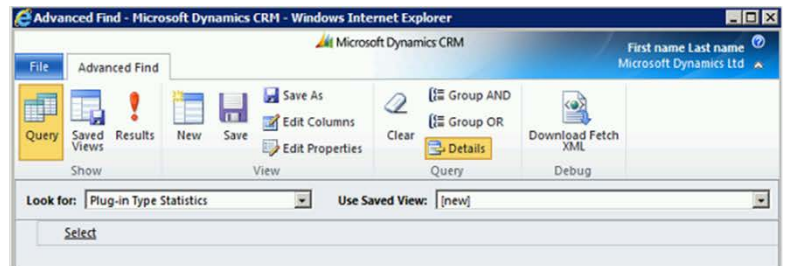 Advanced Find - Microsoft Dynamics CRM - Windows Internet Explorer
Microsoft Dynamics CRM
First name Last name
Microsoft Dynamics Ltd
File Advanced Find
Query Saved Views Results
Show
New Save Save As
Edit Columns
Edit Properties
View
Clear Group AND
Group OR
Details
Query
Download Fetch XML
Debug
Look for: Plug-in Type Statistics Use Saved View: [new]
Select